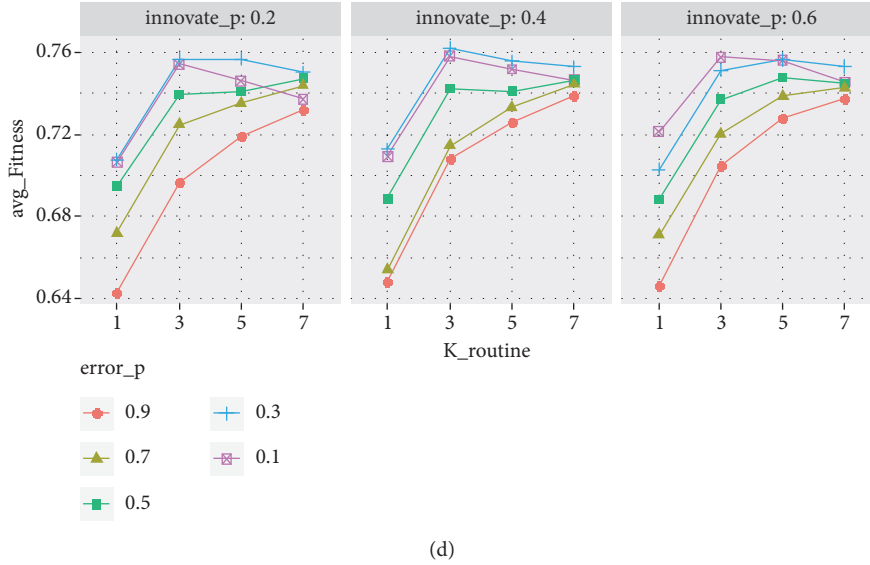 innovate_p: 0.2 innovate_p: 0.4 innovate_p: 0.6
0.76
0.72
0.68
0.64
avg_Fitness
1 3 5 7 1 3 5 7 1 3 5 7
K_routine
error_p
0.9 0.3
0.7 0.1
0.5
(d)